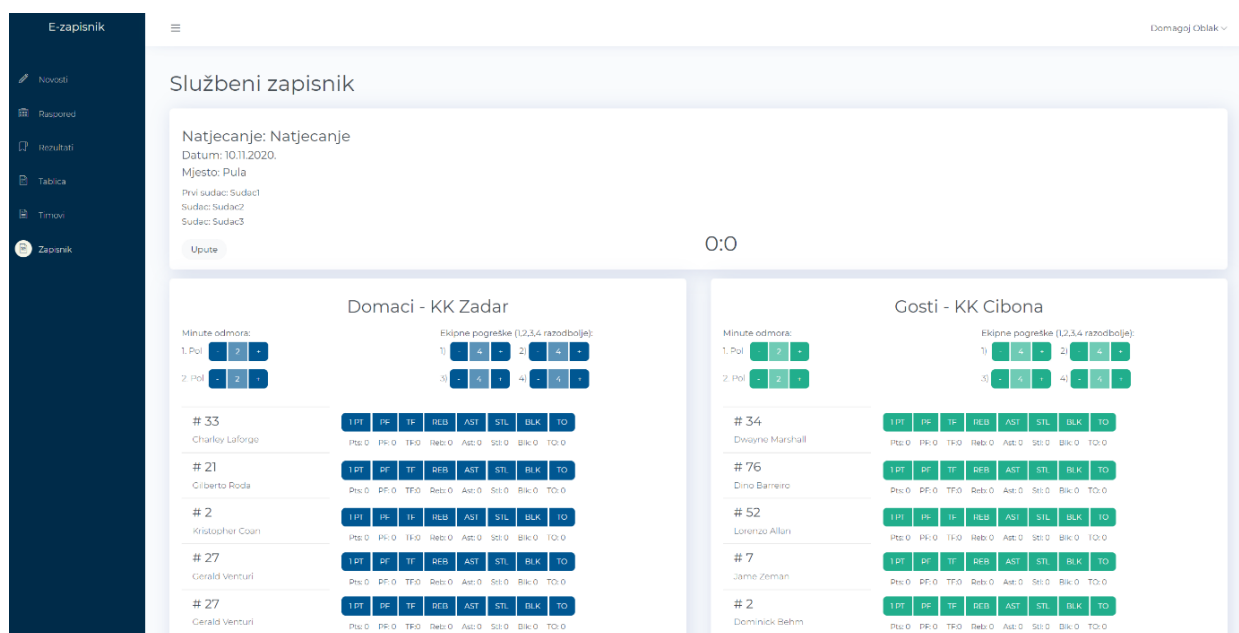 E-zapisnik
Domagoj Oblak
Novosti
Raspored
Rezultati
Tablica
Timovi
Zapisnik
Službeni zapisnik
Natjecanje: Natjecanje
Datum: 10.11.2020.
Mjesto: Pula
Prvi sudac: Sudac1
Sudac: Sudac2
Sudac: Sudac3
Upute
0:0
Domaci - KK Zadar
Minute odmora:
Ekipne pogreške (1,2,3,4 razodbolje):
1. Pol - 2 +
1) - 4 + 2) - 4 +
2. Pol - 2 +
3) - 4 + 4) - 4 +
# 33
Charley Laforge
1 PT PF TF REB AST STL BLK TO
Pts: 0 PF: 0 TF:0 Reb: 0 Ast: 0 Stl: 0 Blk: 0 TO: 0
# 21
Gilberto Roda
1 PT PF TF REB AST STL BLK TO
Pts: 0 PF: 0 TF:0 Reb: 0 Ast: 0 Stl: 0 Blk: 0 TO: 0
# 2
Kristopher Coan
1 PT PF TF REB AST STL BLK TO
Pts: 0 PF: 0 TF:0 Reb: 0 Ast: 0 Stl: 0 Blk: 0 TO: 0
# 27
Gerald Venturi
1 PT PF TF REB AST STL BLK TO
Pts: 0 PF: 0 TF:0 Reb: 0 Ast: 0 Stl: 0 Blk: 0 TO: 0
# 27
Gerald Venturi
1 PT PF TF REB AST STL BLK TO
Pts: 0 PF: 0 TF:0 Reb: 0 Ast: 0 Stl: 0 Blk: 0 TO: 0
Gosti - KK Cibona
Minute odmora:
Ekipne pogreške (1,2,3,4 razodbolje):
1. Pol - 2 +
1) - 4 + 2) - 4 +
2. Pol - 2 +
3) - 4 + 4) - 4 +
# 34
Dwayne Marshall
1 PT PF TF REB AST STL BLK TO
Pts: 0 PF: 0 TF:0 Reb: 0 Ast: 0 Stl: 0 Blk: 0 TO: 0
# 76
Dino Barreiro
1 PT PF TF REB AST STL BLK TO
Pts: 0 PF: 0 TF:0 Reb: 0 Ast: 0 Stl: 0 Blk: 0 TO: 0
# 52
Lorenzo Allan
1 PT PF TF REB AST STL BLK TO
Pts: 0 PF: 0 TF:0 Reb: 0 Ast: 0 Stl: 0 Blk: 0 TO: 0
# 7
Jame Zeman
1 PT PF TF REB AST STL BLK TO
Pts: 0 PF: 0 TF:0 Reb: 0 Ast: 0 Stl: 0 Blk: 0 TO: 0
# 2
Dominick Behm
1 PT PF TF REB AST STL BLK TO
Pts: 0 PF: 0 TF:0 Reb: 0 Ast: 0 Stl: 0 Blk: 0 TO: 0